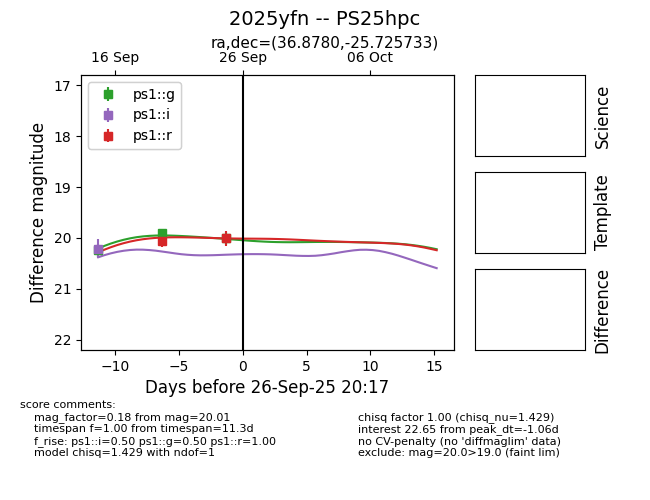 2025yfn -- PS25hpc
ra,dec=(36.8780,-25.725733)
16 Sep
26 Sep
06 Oct
17
18
19
20
21
22
Difference magnitude
ps1::g
ps1::i
ps1::r
−10
−5
0
5
10
15
Days before 26-Sep-25 20:17
Science
Template
Difference
score comments:
mag_factor=0.18 from mag=20.01
timespan f=1.00 from timespan=11.3d
f_rise: ps1::i=0.50 ps1::g=0.50 ps1::r=1.00
model chisq=1.429 with ndof=1
chisq factor 1.00 (chisq_nu=1.429)
interest 22.65 from peak_dt=-1.06d
no CV-penalty (no 'diffmaglim' data)
exclude: mag=20.0>19.0 (faint lim)